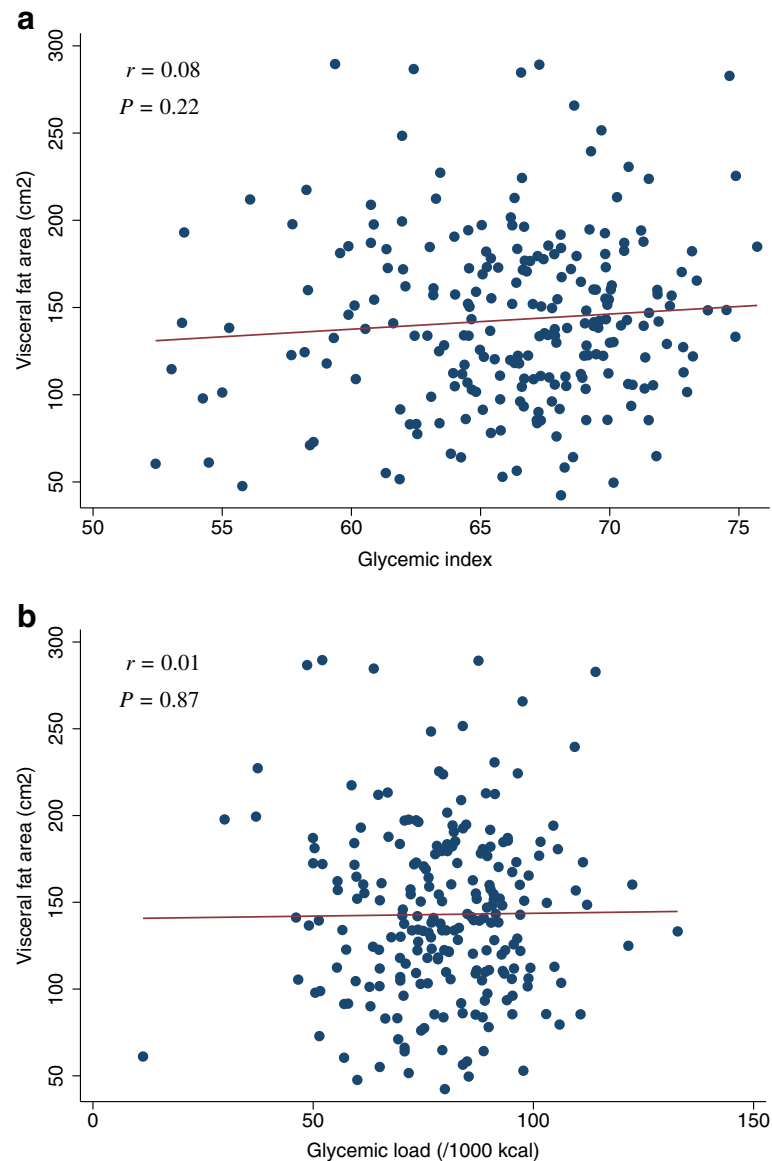 a
r = 0.08
P = 0.22
300
250
200
150
100
50
Visceral fat area (cm2)
50 55 60 65 70 75
Glycemic index
b
r = 0.01
P = 0.87
300
250
200
150
100
50
Visceral fat area (cm2)
0 50 100 150
Glycemic load (/1000 kcal)